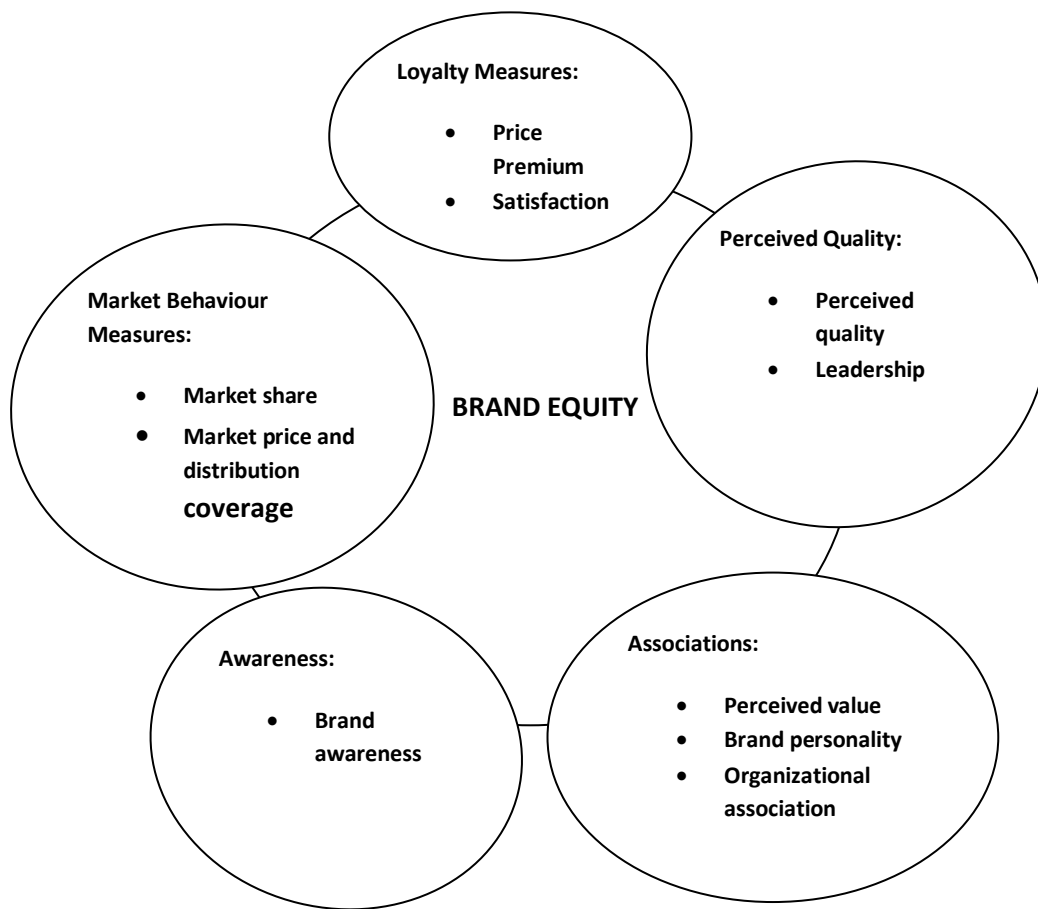 Loyalty Measures:
• Price
Premium
• Satisfaction
Perceived Quality:
• Perceived
quality
• Leadership
Market Behaviour
Measures:
• Market share
• Market price and
distribution
coverage
BRAND EQUITY
Awareness:
• Brand
awareness
Associations:
• Perceived value
• Brand personality
• Organizational
association